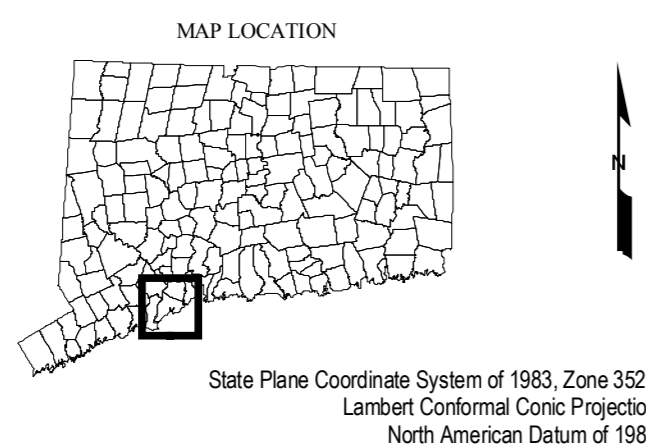 MAP LOCATION
N
State Plane Coordinate System of 1983, Zone 352
Lambert Conformal Conic Projectio
North American Datum of 198